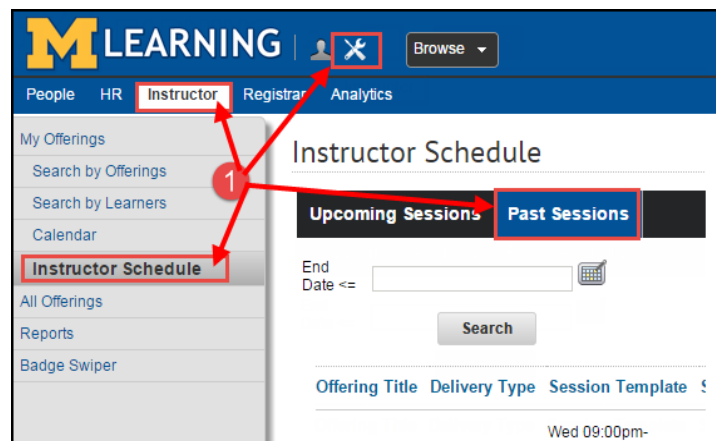 M LEARNING
Browse
People HR Instructor Registrar Analytics
My Offerings
Search by Offerings
Search by Learners
Calendar
Instructor Schedule
All Offerings
Reports
Badge Swiper
1
Instructor Schedule
Upcoming Sessions Past Sessions
End
Date <=
Search
Offering Title Delivery Type Session Template S
Wed 09:00pm-